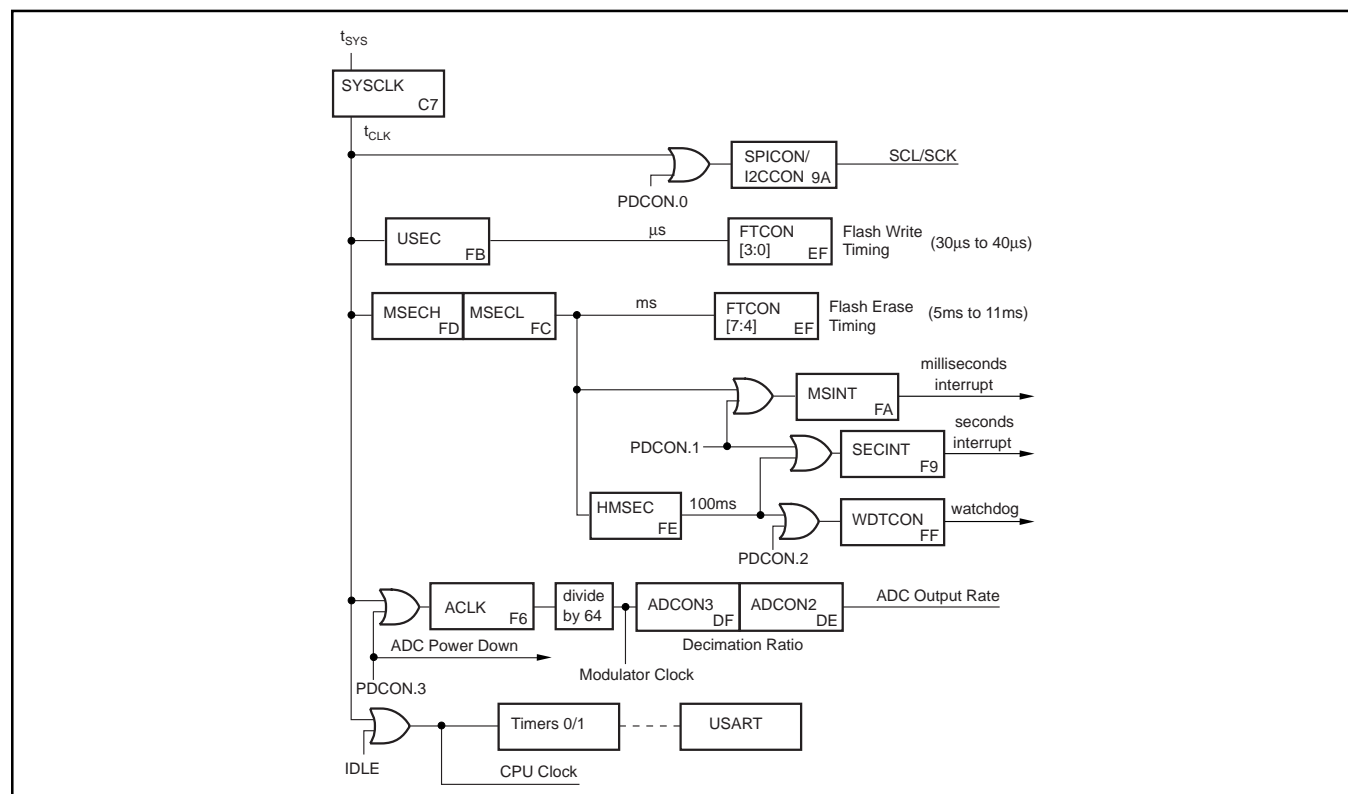 tSYS
SYSCLK
C7
tCLK
SPICON/
I2CCON 9A
SCL/SCK
PDCON.0
USEC
FB
µs
FTCON
[3:0] EF
Flash Write
Timing
(30µs to 40µs)
MSECH
FD
MSECL
FC
ms
FTCON
[7:4] EF
Flash Erase
Timing
(5ms to 11ms)
MSINT
FA
milliseconds
interrupt
PDCON.1
SECINT
F9
seconds
interrupt
HMSEC
FE
100ms
WDTCON
FF
watchdog
PDCON.2
ACLK
F6
divide
by 64
ADCON3
DF
ADCON2
DE
ADC Output Rate
Decimation Ratio
ADC Power Down
Modulator Clock
PDCON.3
Timers 0/1
USART
IDLE
CPU Clock